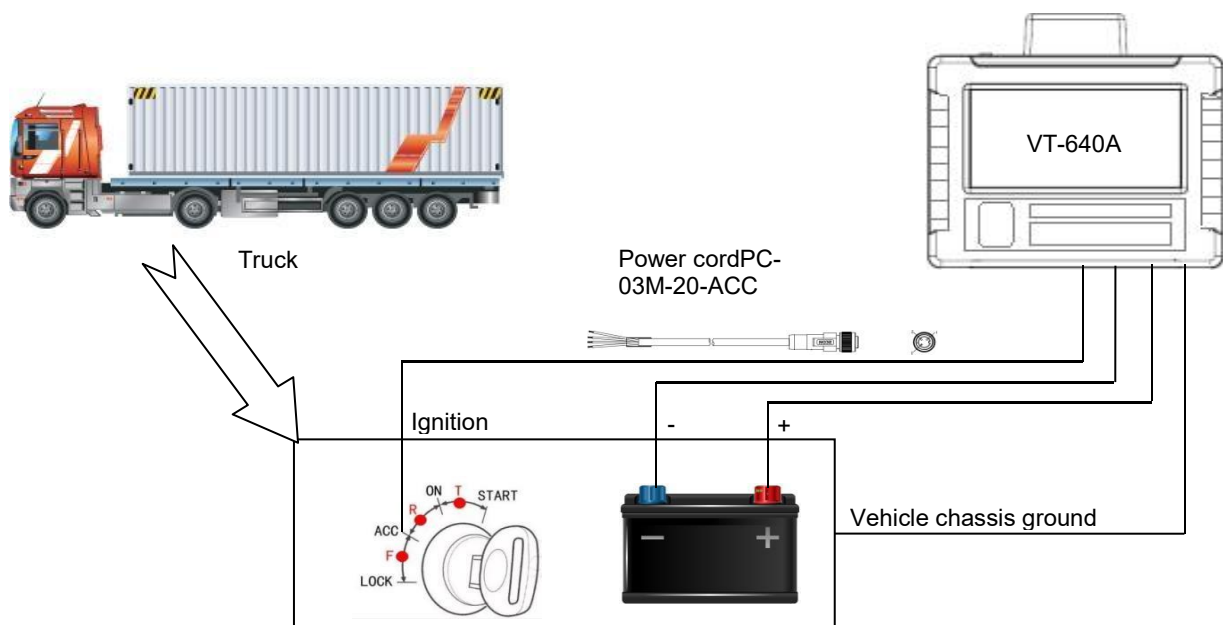 VT-640A
Truck
Power cordPC-
03M-20-ACC
Ignition
-
+
ON
T
START
R
ACC
F
LOCK
Vehicle chassis ground